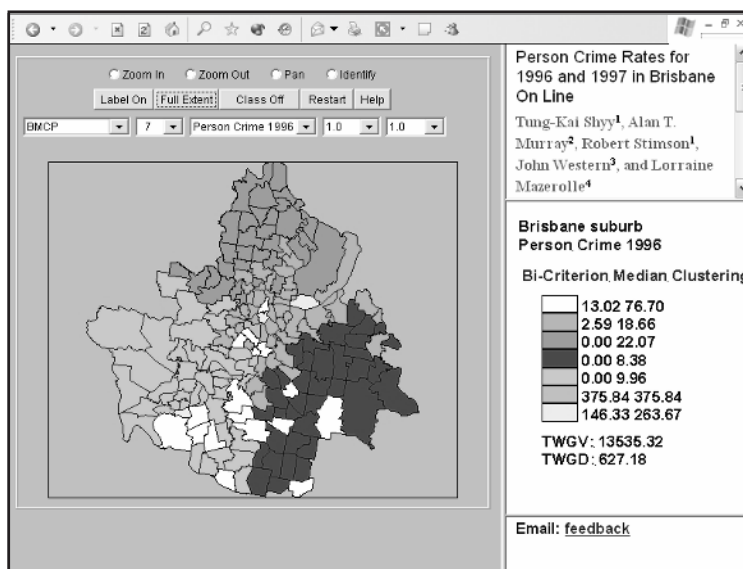 Zoom In Zoom Out Pan Identify
Label On Full Extent Class Off Restart Help
BMCP 7 Person Crime 1996 1.0 1.0
Person Crime Rates for
1996 and 1997 in Brisbane
On Line
Tung-Kai Shyy1, Alan T.
Murray2, Robert Stimson1,
John Western3, and Lorraine
Mazerolle4
Brisbane suburb
Person Crime 1996
Bi-Criterion Median Clustering
13.02 76.70
2.59 18.66
0.00 22.07
0.00 8.38
0.00 9.96
375.84 375.84
146.33 263.67
TWGV: 13535.32
TWGD: 627.18
Email: feedback